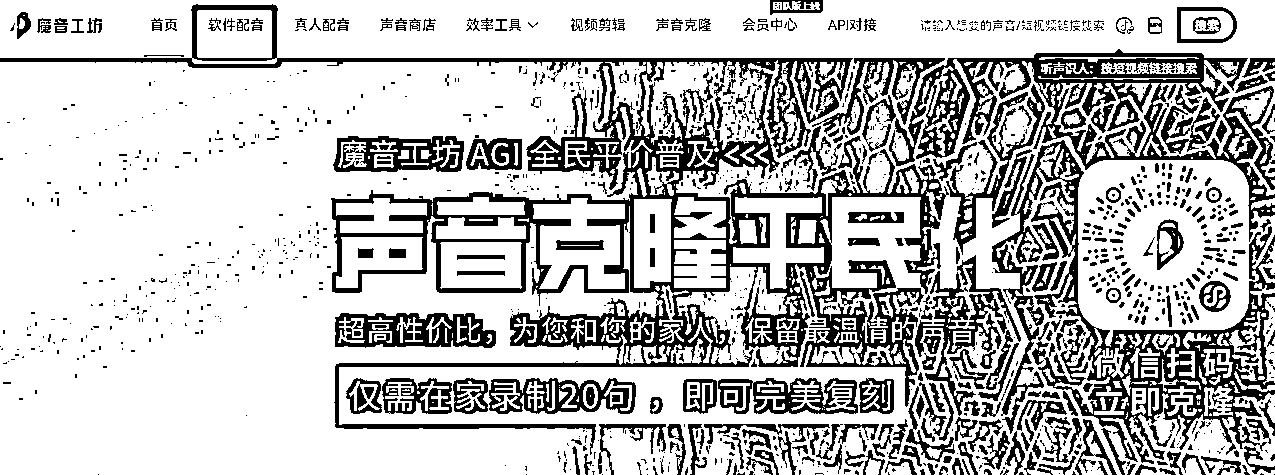 魔音工坊 首页 软件配音 真人配音 声音商店 效率工具 视频剪辑 声音克隆 会员中心 团队版上线 API对接 请输入想要的声音/短视频链接搜索 搜索
听声识人：按短视频链接搜索
魔音工坊 AGI 全民平价普及<<<
声音克隆平民化
超高性价比，为您和您的家人，保留最温情的声音
仅需在家录制20句，即可完美复刻
微信扫码
立即克隆